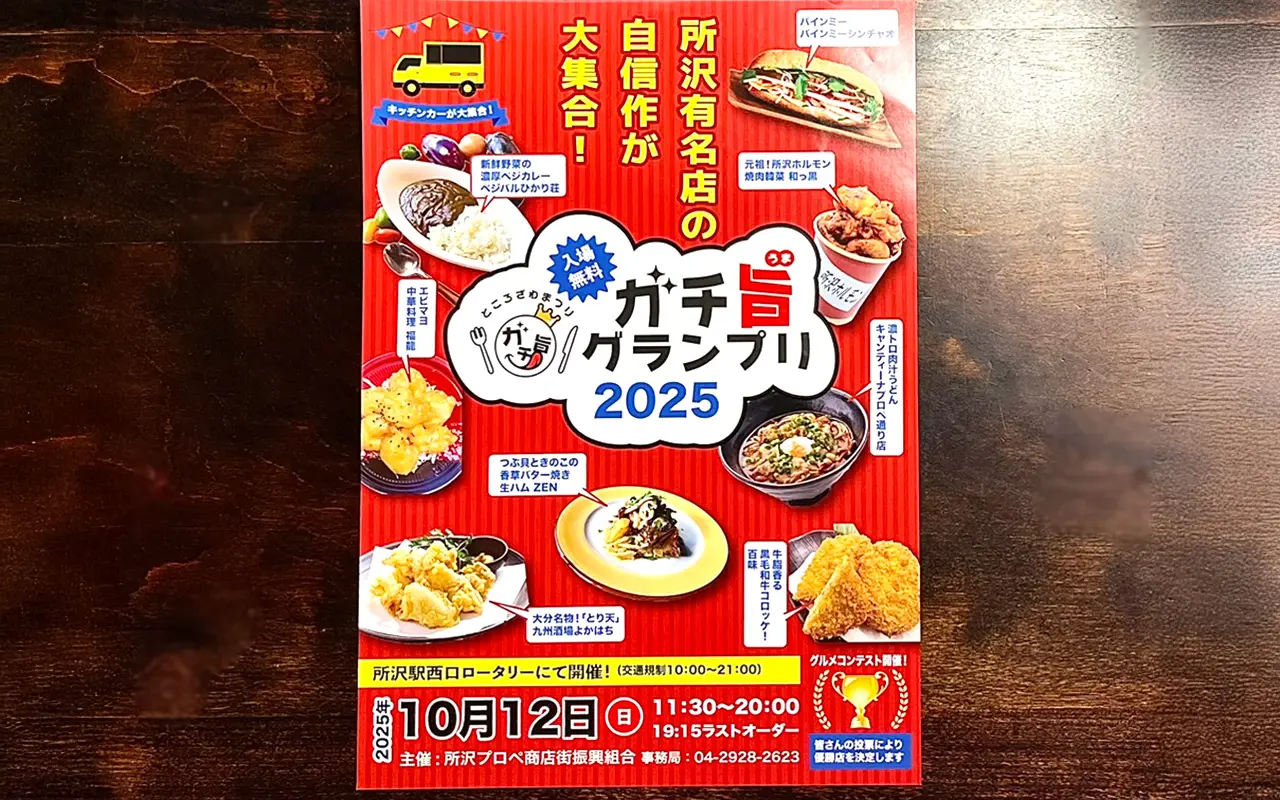 所沢有名店の
自信作が
大集合！
キッチンカーが大集合！
バインミー
バインミーシンチャオ
新鮮野菜の
濃厚ベジカレー
ベジバルひかり荘
元祖！所沢ホルモン
焼肉韓菜 和っ黒
所沢ホルモン
入場
無料
ところざわまつり
ガチ旨
うま
ガチ旨
グランプリ
2025
エビマヨ
中華料理 福龍
濃トロ肉汁うどん
キャンティーナプロペ通り店
つぶ貝ときのこの
香草バター焼き
生ハム ZEN
大分名物！「とり天」
九州酒場よかはち
牛脂香る
黒毛和牛コロッケ！
百味
所沢駅西口ロータリーにて開催！（交通規制10:00〜21:00）
2025年
10月12日 日
11:30〜20:00
19:15ラストオーダー
主催：所沢プロペ商店街振興組合 事務局：04-2928-2623
グルメコンテスト開催！
皆さんの投票により
優勝店を決定します